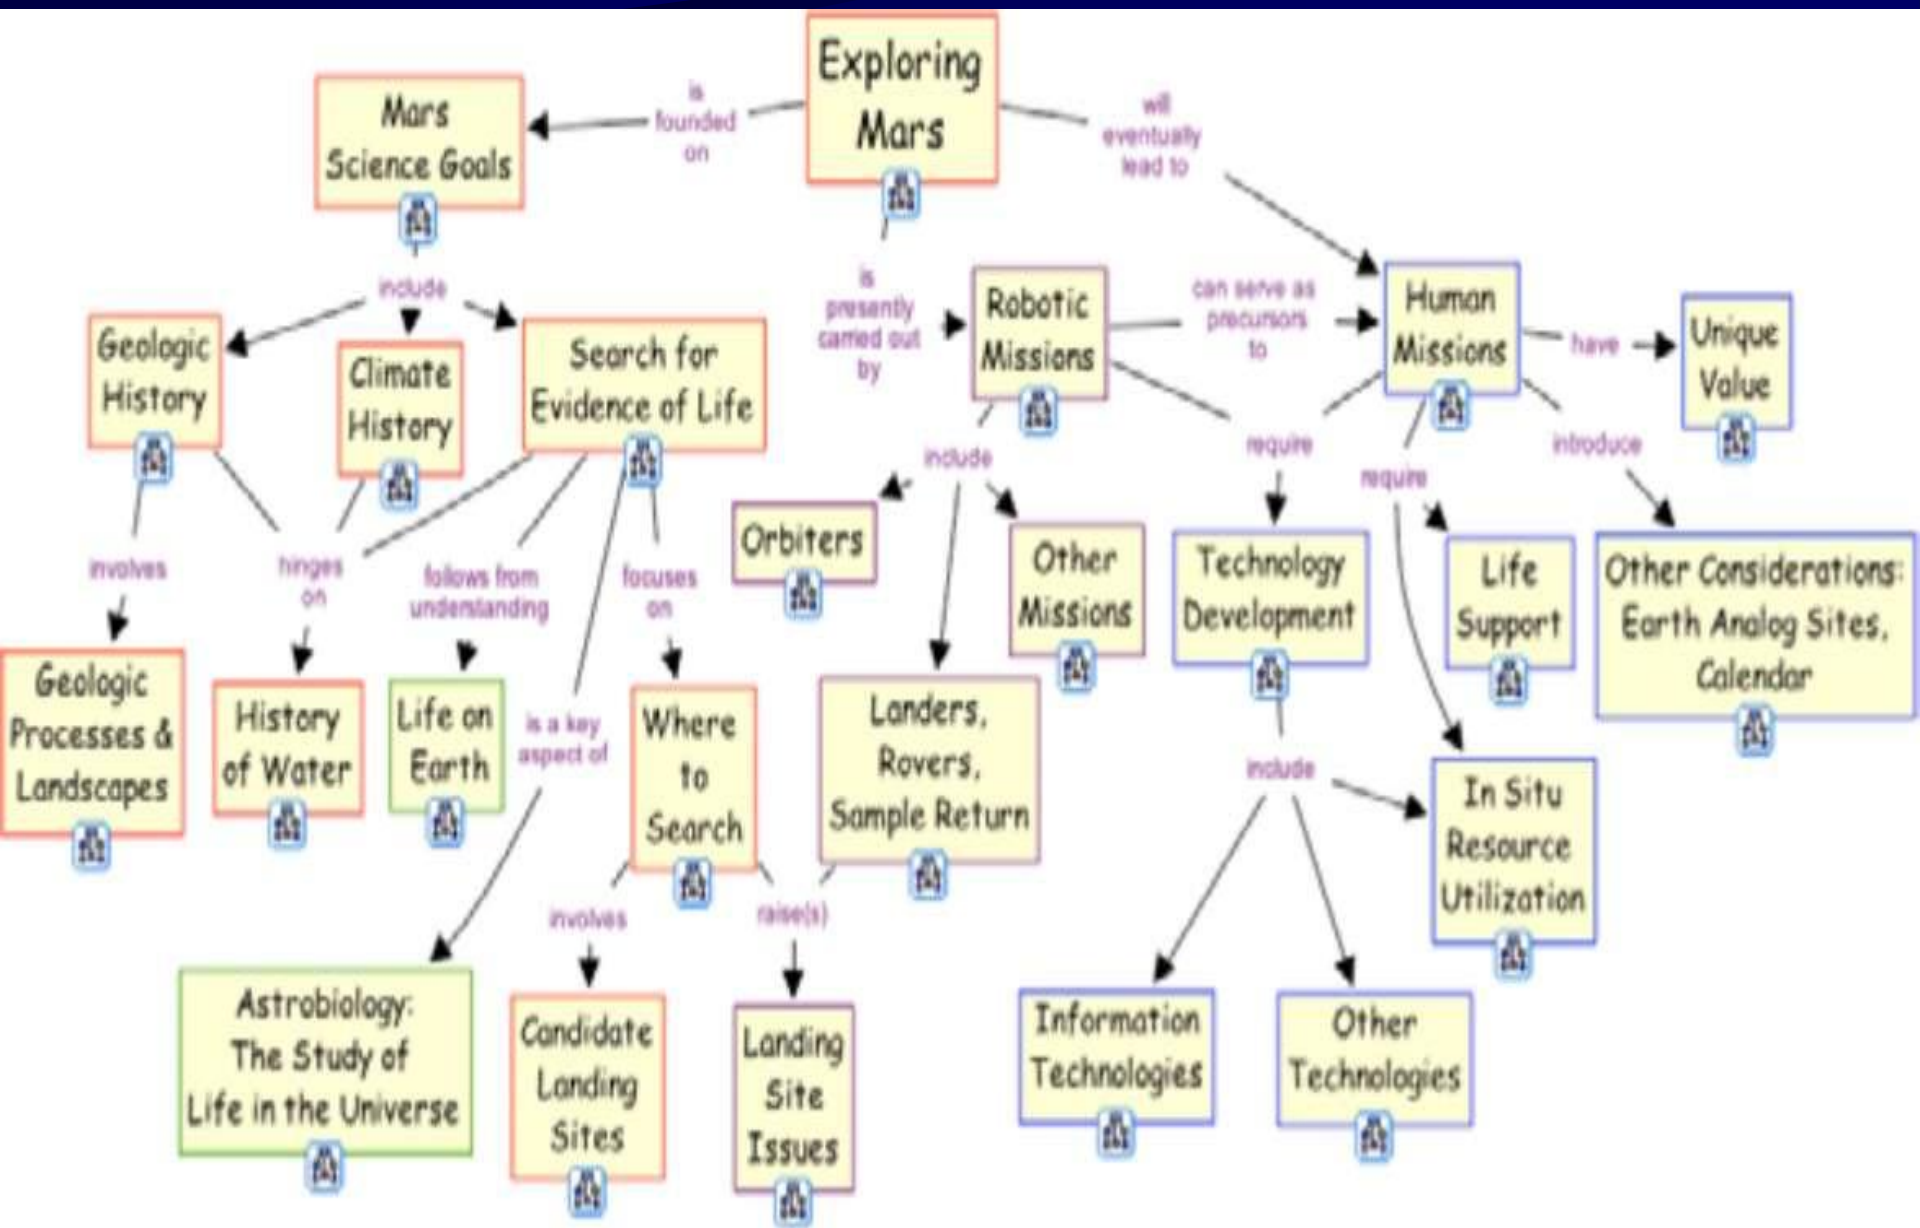 Exploring
Mars
is
founded
on
will
eventually
lead to
Mars
Science Goals
include
is
presently
carried out
by
Robotic
Missions
can serve as
precursors
to
Human
Missions
have
Unique
Value
Geologic
History
Climate
History
Search for
Evidence of Life
include
require
require
introduce
Orbiters
Other
Missions
Technology
Development
Life
Support
Other Considerations:
Earth Analog Sites,
Calendar
involves
hinges
on
follows from
understanding
focuses
on
Geologic
Processes &
Landscapes
History
of Water
Life on
Earth
is a key
aspect of
Where
to
Search
Landers,
Rovers,
Sample Return
include
In Situ
Resource
Utilization
involves
raise(s)
Astrobiology:
The Study of
Life in the Universe
Candidate
Landing
Sites
Landing
Site
Issues
Information
Technologies
Other
Technologies